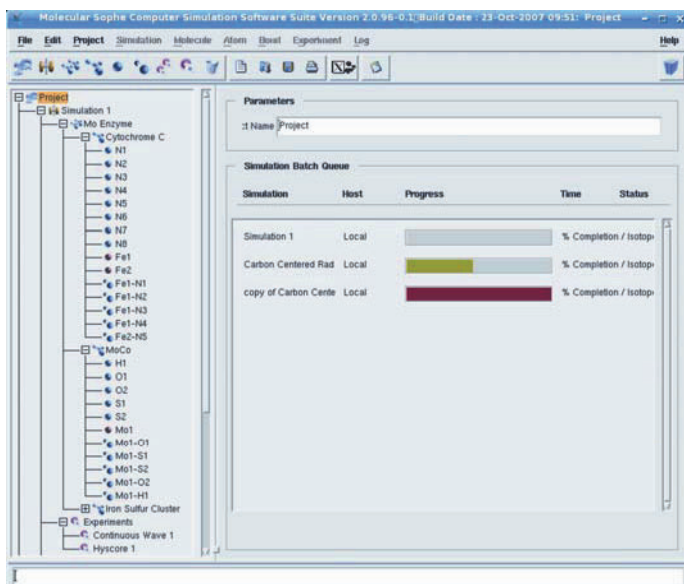 Molecular Sophe Computer Simulation Software Suite Version 2.0.96-0.1 Build Date : 23-Oct-2007 09:51: Project
File Edit Project Simulation Molecule Atom Bond Experiment Log Help
Project
Simulation 1
Mo Enzyme
Cytochrome C
N1
N2
N3
N4
N5
N6
N7
N8
Fe1
Fe2
Fe1-N1
Fe1-N2
Fe1-N3
Fe1-N4
Fe2-N5
MoCo
H1
O1
O2
S1
S2
Mo1
Mo1-O1
Mo1-S1
Mo1-S2
Mo1-O2
Mo1-H1
Iron Sulfur Cluster
Experiments
Continuous Wave 1
Hyscore 1
Parameters
:t Name Project
Simulation Batch Queue
Simulation Host Progress Time Status
Simulation 1 Local % Completion / Isotop
Carbon Centered Rad Local % Completion / Isotop
copy of Carbon Cente Local % Completion / Isotop